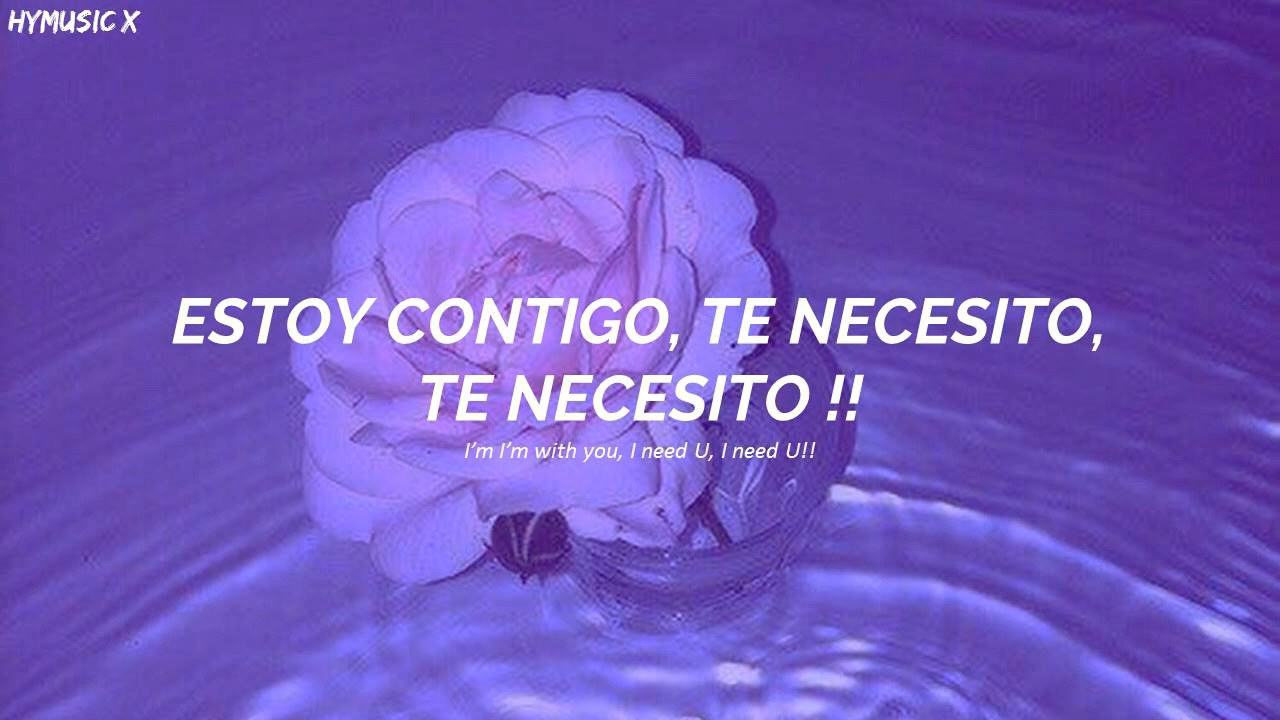 HYMUSIC X
ESTOY CONTIGO, TE NECESITO,
TE NECESITO !!
I’m I’m with you, I need U, I need U!!